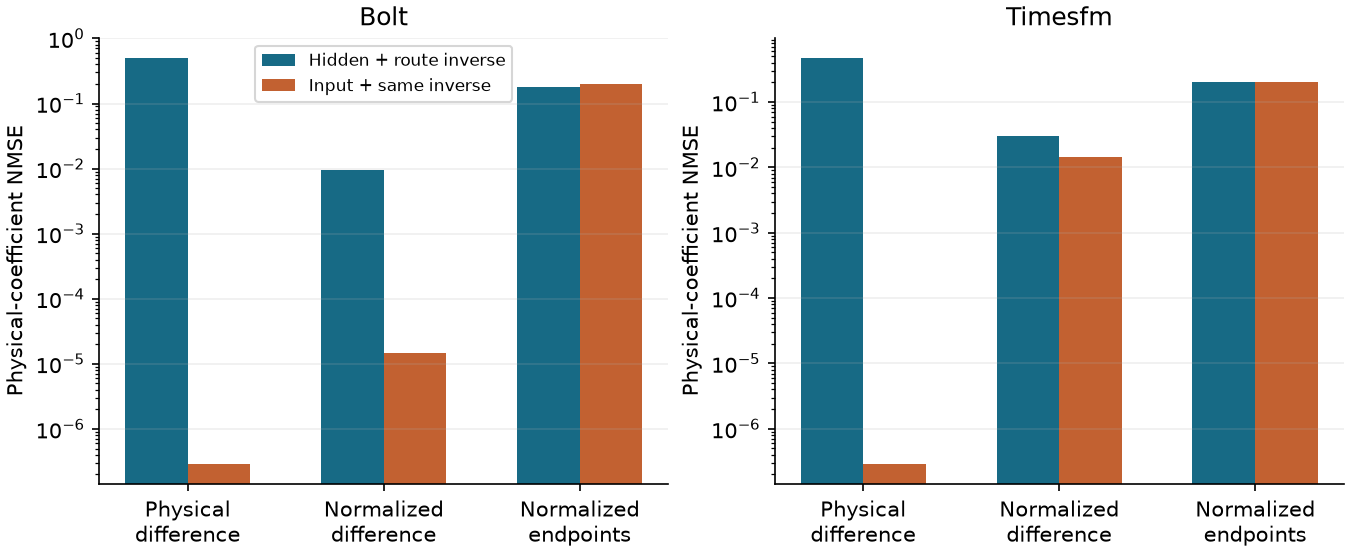 Bolt
Physical-coefficient NMSE
10⁰
10⁻¹
10⁻²
10⁻³
10⁻⁴
10⁻⁵
10⁻⁶
Hidden + route inverse
Input + same inverse
Physical
difference
Normalized
difference
Normalized
endpoints
Timesfm
Physical-coefficient NMSE
10⁻¹
10⁻²
10⁻³
10⁻⁴
10⁻⁵
10⁻⁶
Physical
difference
Normalized
difference
Normalized
endpoints